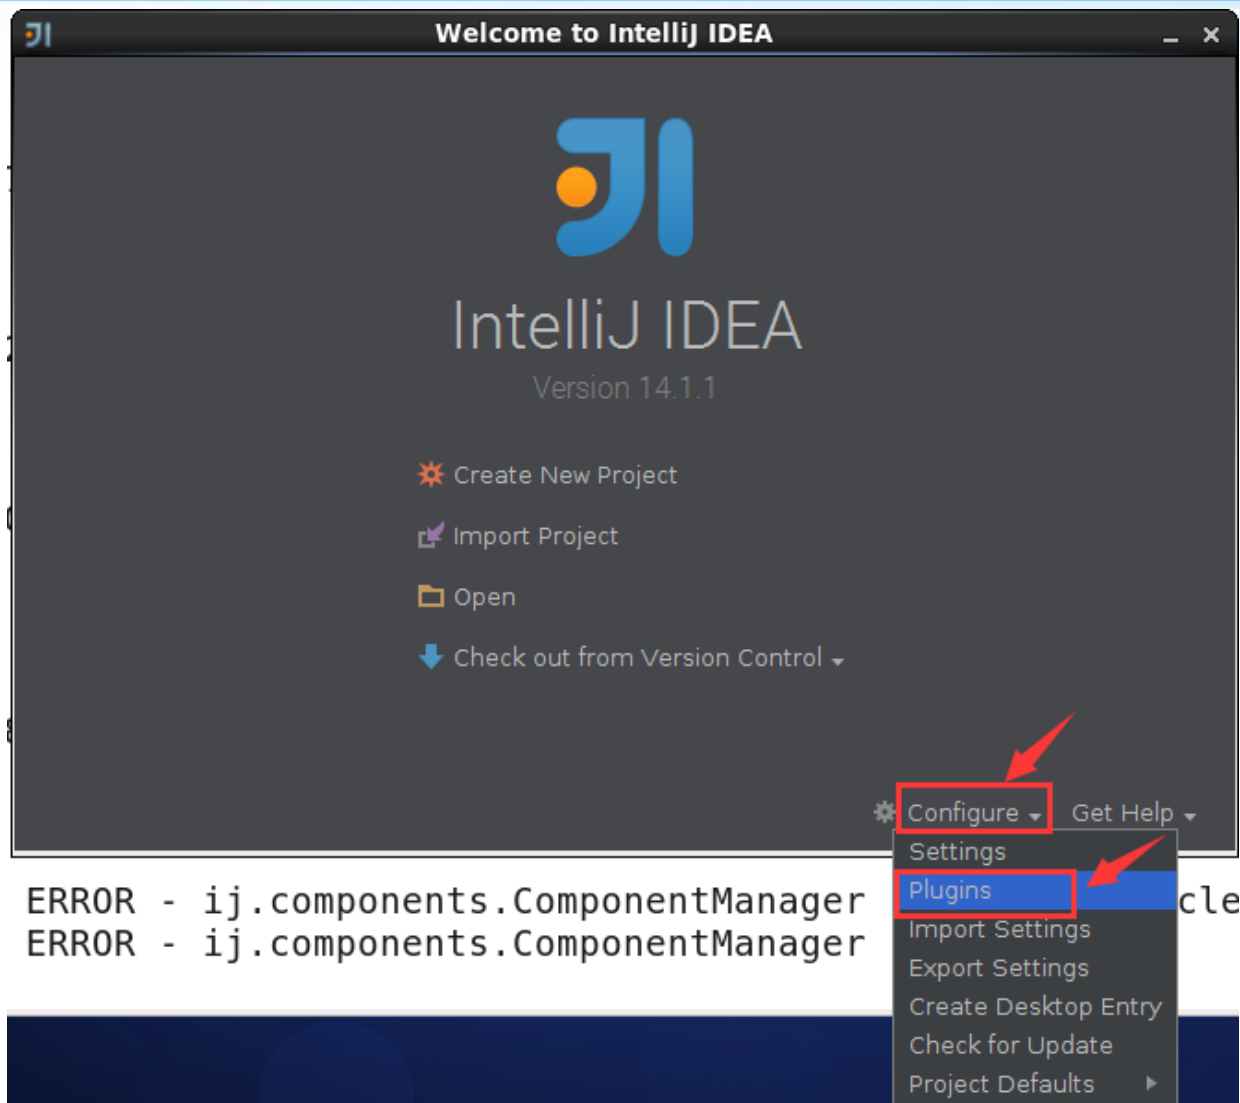 Welcome to IntelliJ IDEA
IntelliJ IDEA
Version 14.1.1
Create New Project
Import Project
Open
Check out from Version Control
Configure
Get Help
Settings
Plugins
Import Settings
Export Settings
Create Desktop Entry
Check for Update
Project Defaults
ERROR - ij.components.ComponentManager cle
ERROR - ij.components.ComponentManager